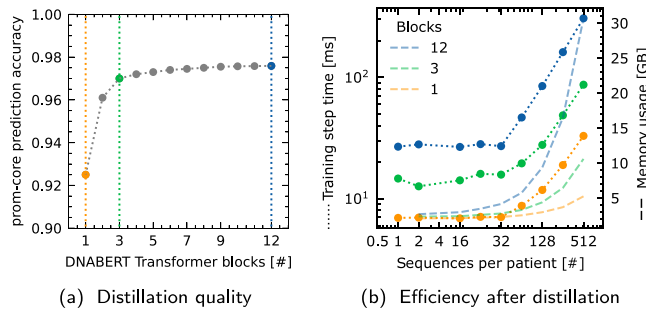 prom-core prediction accuracy
1.00
0.98
0.96
0.94
0.92
0.90
1 3 5 7 9 12
DNABERT Transformer blocks [#]
(a) Distillation quality
Training step time [ms]
10²
10¹
Blocks
12
3
1
30
25
20
15
10
5
Memory usage [GB]
0.5 1 2 4 16 32 128 512
Sequences per patient [#]
(b) Efficiency after distillation